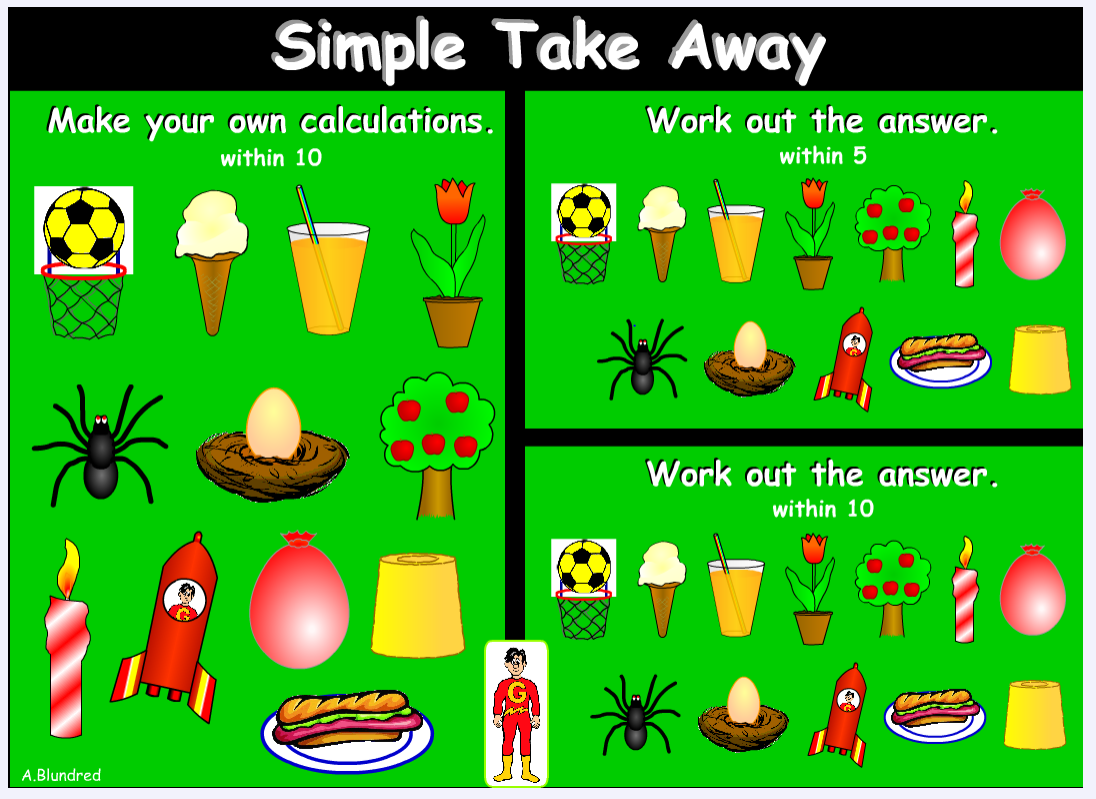 Simple Take Away
Make your own calculations.
within 10
Work out the answer.
within 5
Work out the answer.
within 10
G
A.Blundred